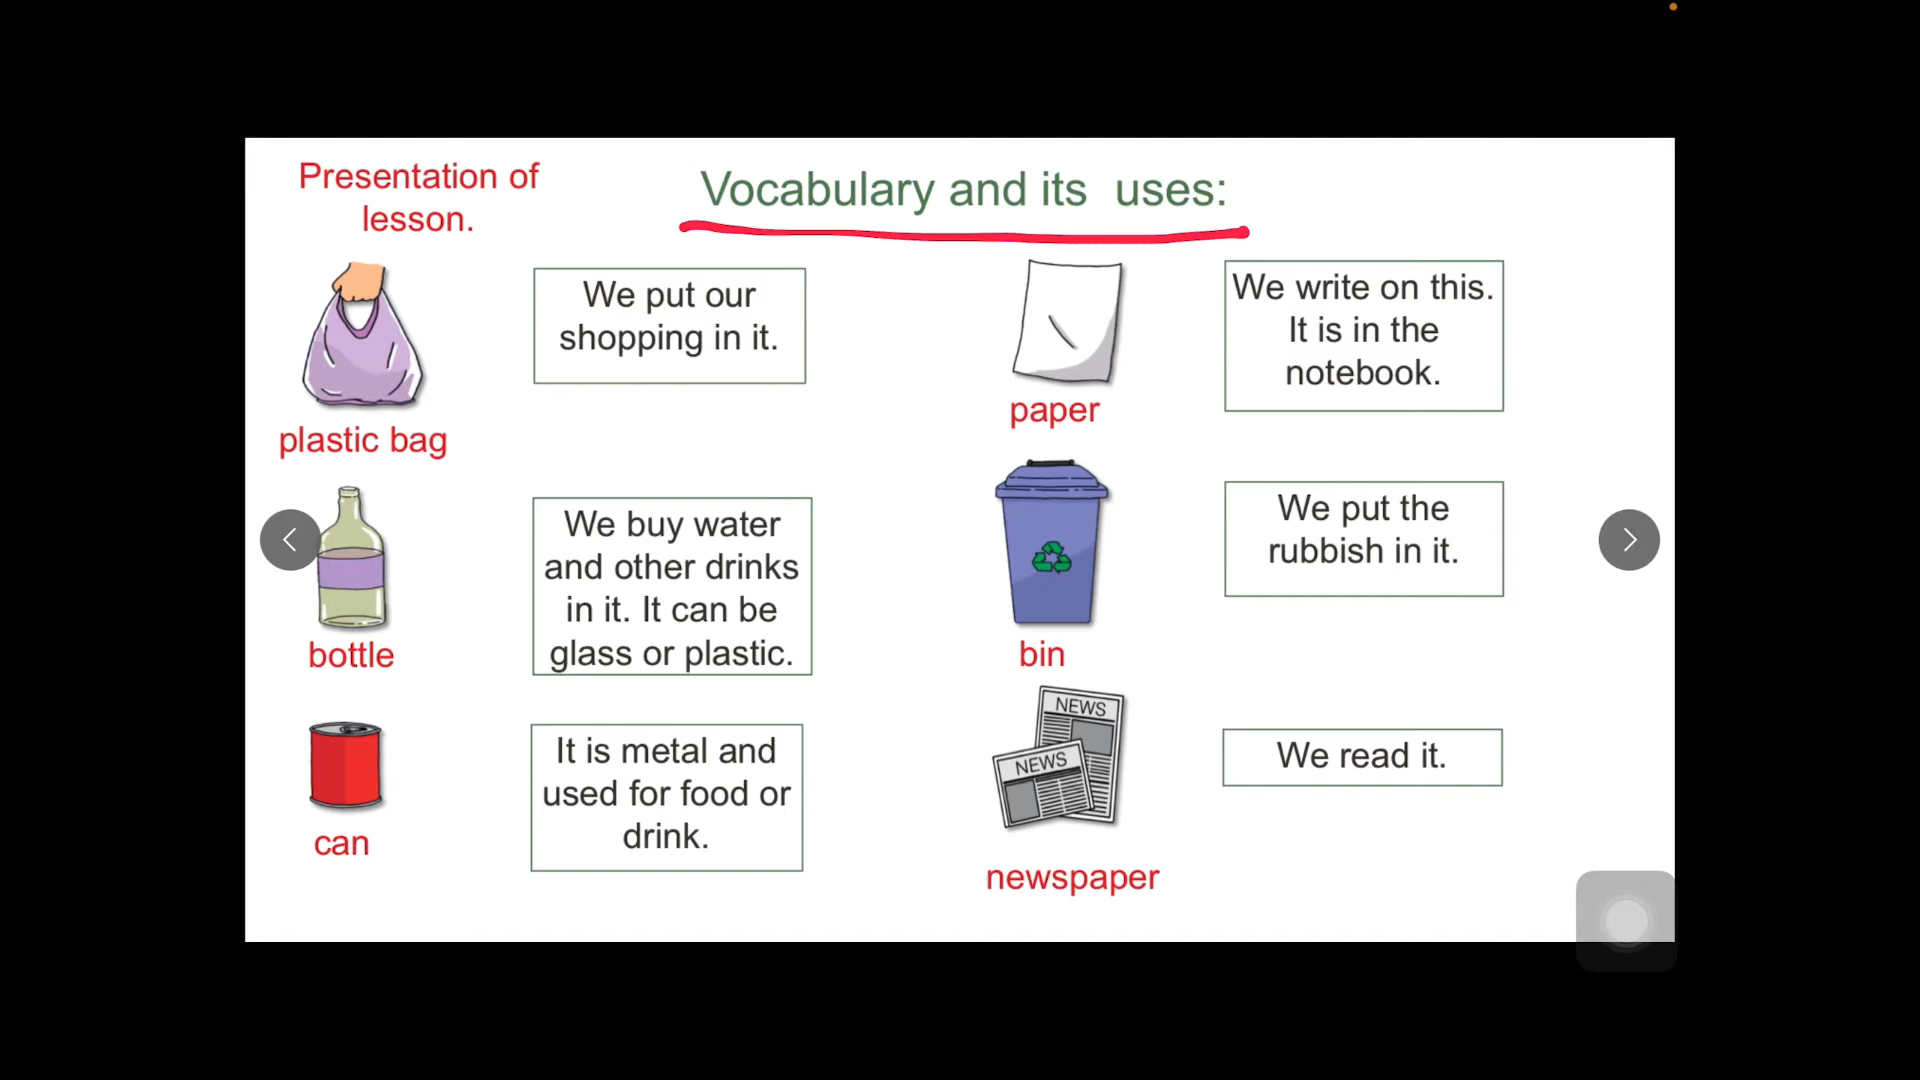 Presentation of
lesson.
Vocabulary and its uses:
We put our
shopping in it.
plastic bag
We write on this.
It is in the
notebook.
paper
We buy water
and other drinks
in it. It can be
glass or plastic.
bottle
We put the
rubbish in it.
bin
It is metal and
used for food or
drink.
can
NEWS
NEWS
We read it.
newspaper